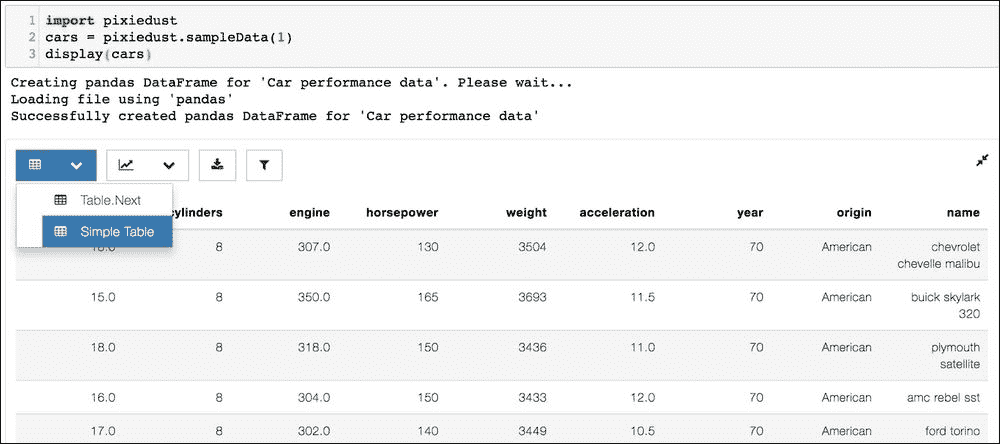 1 import pixiedust
2 cars = pixiedust.sampleData(1)
3 display(cars)
Creating pandas DataFrame for 'Car performance data'. Please wait...
Loading file using 'pandas'
Successfully created pandas DataFrame for 'Car performance data'
Table.Next
Simple Table
cylinders engine horsepower weight acceleration year origin name
8 307.0 130 3504 12.0 70 American chevrolet
chevelle malibu
15.0 8 350.0 165 3693 11.5 70 American buick skylark
320
18.0 8 318.0 150 3436 11.0 70 American plymouth
satellite
16.0 8 304.0 150 3433 12.0 70 American amc rebel sst
17.0 8 302.0 140 3449 10.5 70 American ford torino